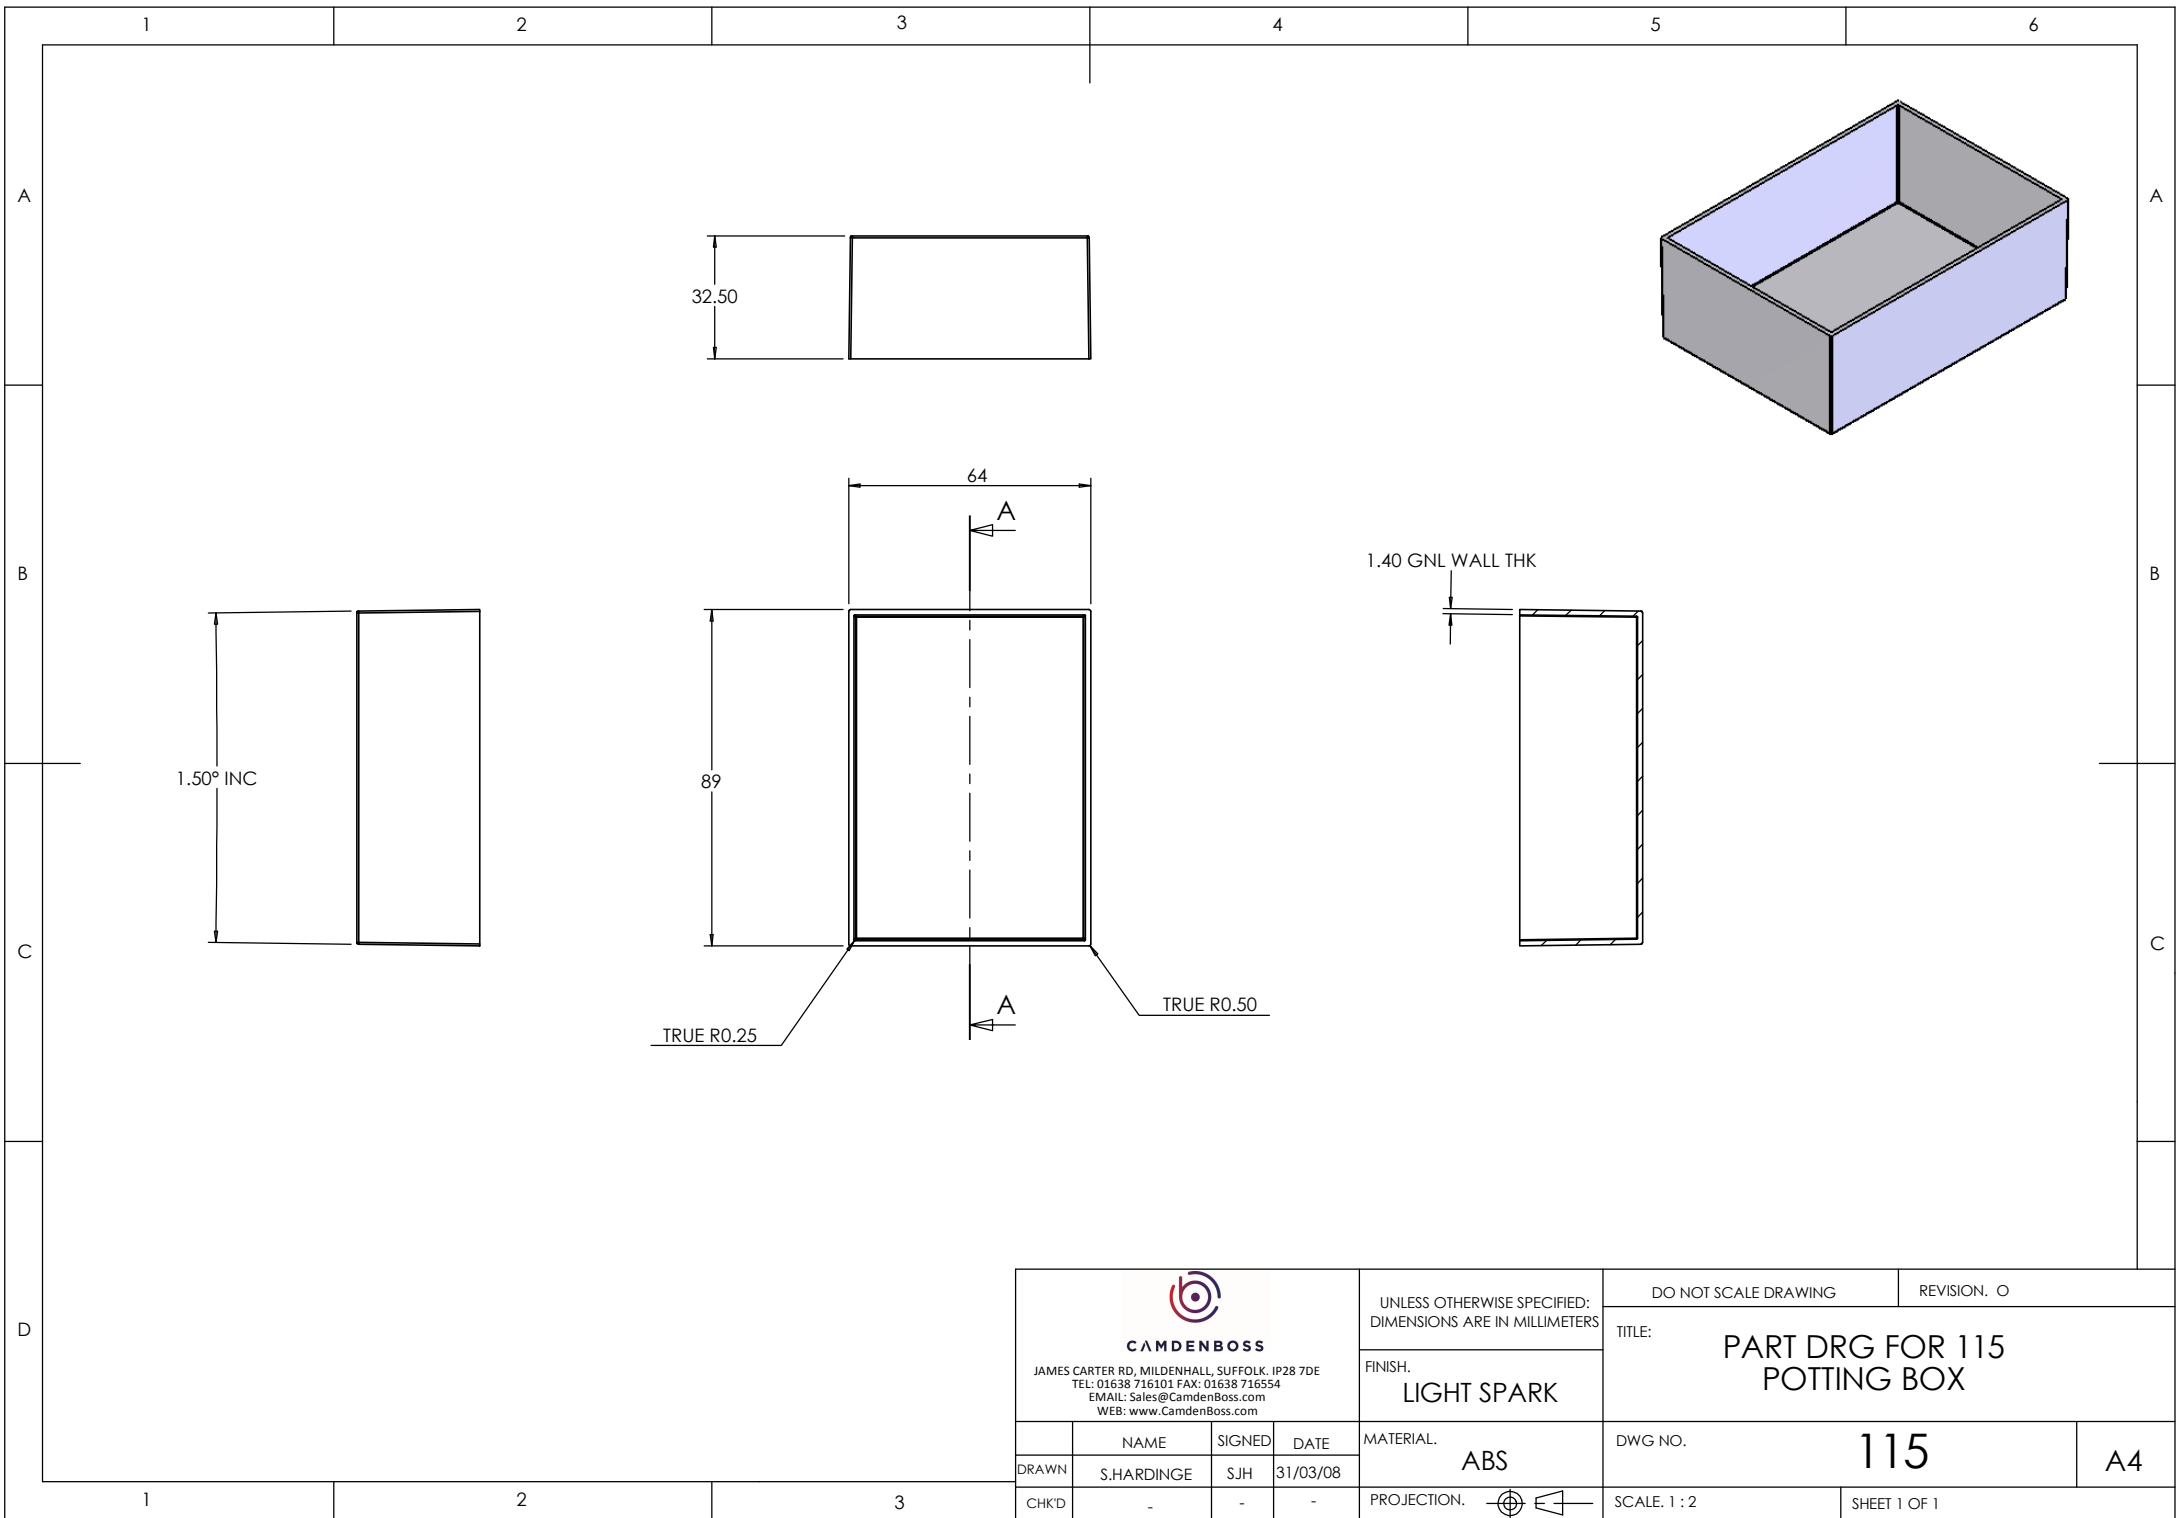 1 2 3 4 5 6
A A
32.50
64
A
1.40 GNL WALL THK
B B
1.50° INC
89
C C
TRUE R0.50
A
TRUE R0.25
D
CAMDENBOSS
JAMES CARTER RD, MILDENHALL, SUFFOLK. IP28 7DE
TEL: 01638 716101 FAX: 01638 716554
EMAIL: Sales@CamdenBoss.com
WEB: www.CamdenBoss.com
UNLESS OTHERWISE SPECIFIED:
DIMENSIONS ARE IN MILLIMETERS
FINISH.
LIGHT SPARK
DO NOT SCALE DRAWING
REVISION. O
TITLE:
PART DRG FOR 115
POTTING BOX
NAME SIGNED DATE
DRAWN S.HARDINGE SJH 31/03/08
CHK'D - - -
MATERIAL.
ABS
PROJECTION.
DWG NO.
115
A4
SCALE. 1 : 2
SHEET 1 OF 1
1 2 3